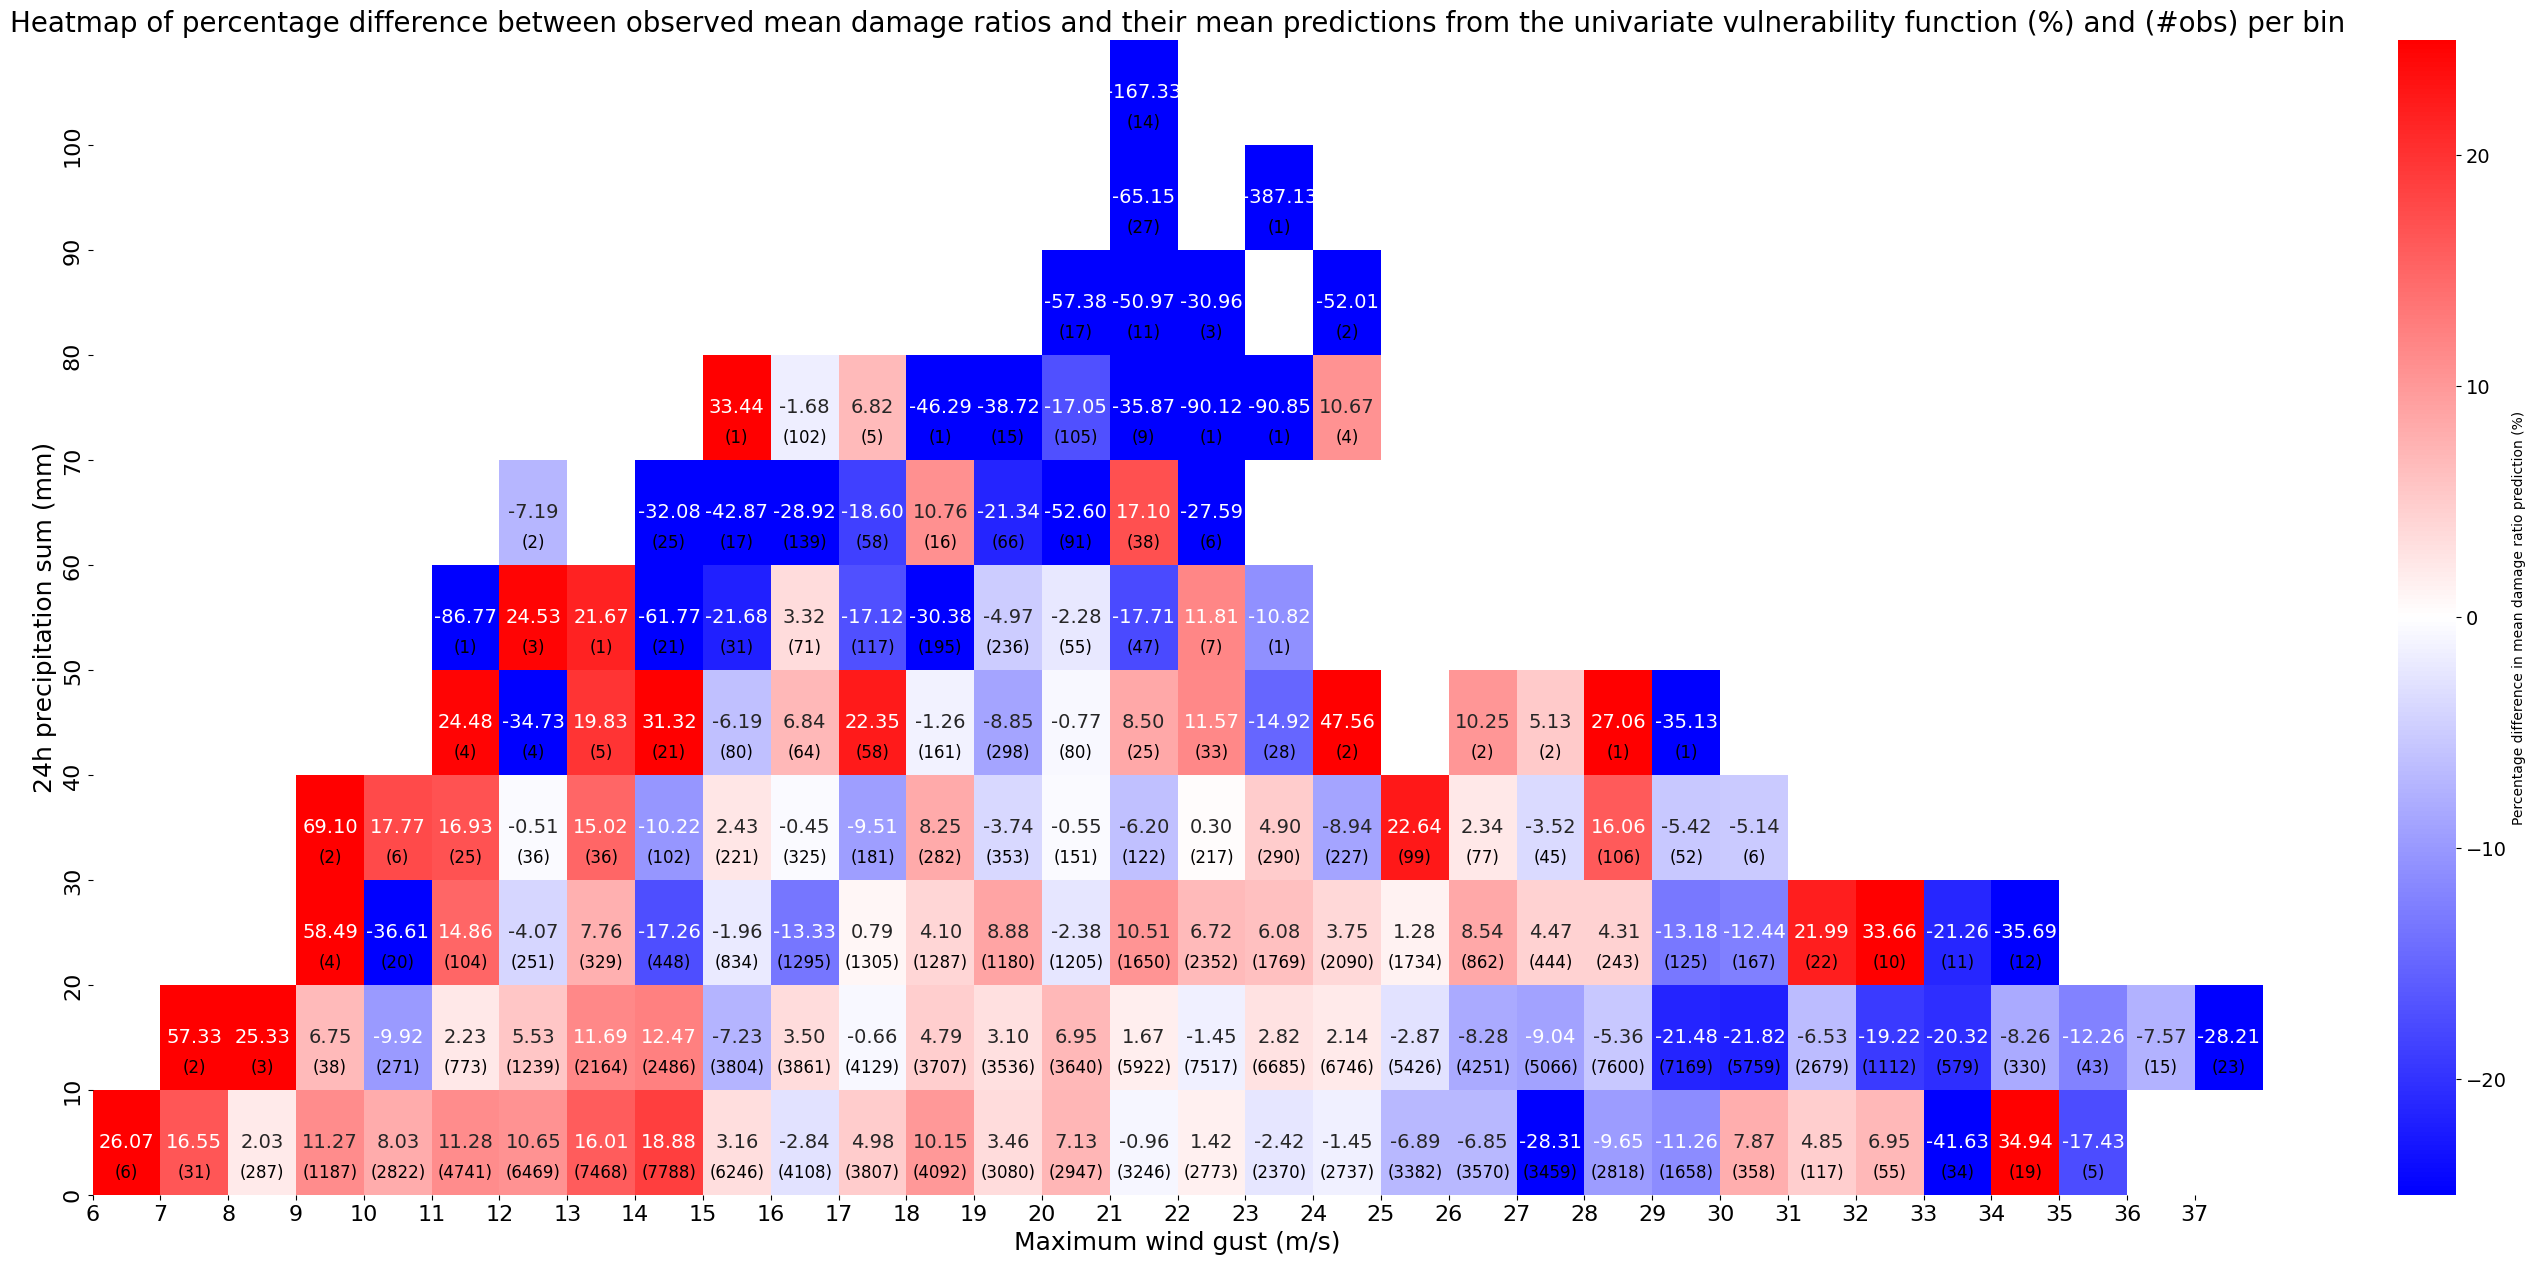 Heatmap of percentage difference between observed mean damage ratios and their mean predictions from the univariate vulnerability function (%) and (#obs) per bin
-167.33
(14)
100
-65.15 -387.13
(27) (1)
90
-57.38 -50.97 -30.96 -52.01
(17) (11) (3) (2)
80
33.44 -1.68 6.82 -46.29 -38.72 -17.05 -35.87 -90.12 -90.85 10.67
(1) (102) (5) (1) (15) (105) (9) (1) (1) (4)
70
-7.19 -32.08 -42.87 -28.92 -18.60 10.76 -21.34 -52.60 17.10 -27.59
(2) (25) (17) (139) (58) (16) (66) (91) (38) (6)
60
-86.77 24.53 21.67 -61.77 -21.68 3.32 -17.12 -30.38 -4.97 -2.28 -17.71 11.81 -10.82
(1) (3) (1) (21) (31) (71) (117) (195) (236) (55) (47) (7) (1)
50
24.48 -34.73 19.83 31.32 -6.19 6.84 22.35 -1.26 -8.85 -0.77 8.50 11.57 -14.92 47.56 10.25 5.13 27.06 -35.13
(4) (4) (5) (21) (80) (64) (58) (161) (298) (80) (25) (33) (28) (2) (2) (2) (1) (1)
40
69.10 17.77 16.93 -0.51 15.02 -10.22 2.43 -0.45 -9.51 8.25 -3.74 -0.55 -6.20 0.30 4.90 -8.94 22.64 2.34 -3.52 16.06 -5.42 -5.14
(2) (6) (25) (36) (36) (102) (221) (325) (181) (282) (353) (151) (122) (217) (290) (227) (99) (77) (45) (106) (52) (6)
30
58.49 -36.61 14.86 -4.07 7.76 -17.26 -1.96 -13.33 0.79 4.10 8.88 -2.38 10.51 6.72 6.08 3.75 1.28 8.54 4.47 4.31 -13.18 -12.44 21.99 33.66 -21.26 -35.69
(4) (20) (104) (251) (329) (448) (834) (1295) (1305) (1287) (1180) (1205) (1650) (2352) (1769) (2090) (1734) (862) (444) (243) (125) (167) (22) (10) (11) (12)
20
57.33 25.33 6.75 -9.92 2.23 5.53 11.69 12.47 -7.23 3.50 -0.66 4.79 3.10 6.95 1.67 -1.45 2.82 2.14 -2.87 -8.28 -9.04 -5.36 -21.48 -21.82 -6.53 -19.22 -20.32 -8.26 -12.26 -7.57 -28.21
(2) (3) (38) (271) (773) (1239) (2164) (2486) (3804) (3861) (4129) (3707) (3536) (3640) (5922) (7517) (6685) (6746) (5426) (4251) (5066) (7600) (7169) (5759) (2679) (1112) (579) (330) (43) (15) (23)
10
26.07 16.55 2.03 11.27 8.03 11.28 10.65 16.01 18.88 3.16 -2.84 4.98 10.15 3.46 7.13 -0.96 1.42 -2.42 -1.45 -6.89 -6.85 -28.31 -9.65 -11.26 7.87 4.85 6.95 -41.63 34.94 -17.43
(6) (31) (287) (1187) (2822) (4741) (6469) (7468) (7788) (6246) (4108) (3807) (4092) (3080) (2947) (3246) (2773) (2370) (2737) (3382) (3570) (3459) (2818) (1658) (358) (117) (55) (34) (19) (5)
0
6 7 8 9 10 11 12 13 14 15 16 17 18 19 20 21 22 23 24 25 26 27 28 29 30 31 32 33 34 35 36 37
Maximum wind gust (m/s)
24h precipitation sum (mm)
20
10
0
−10
−20
Percentage difference in mean damage ratio prediction (%)